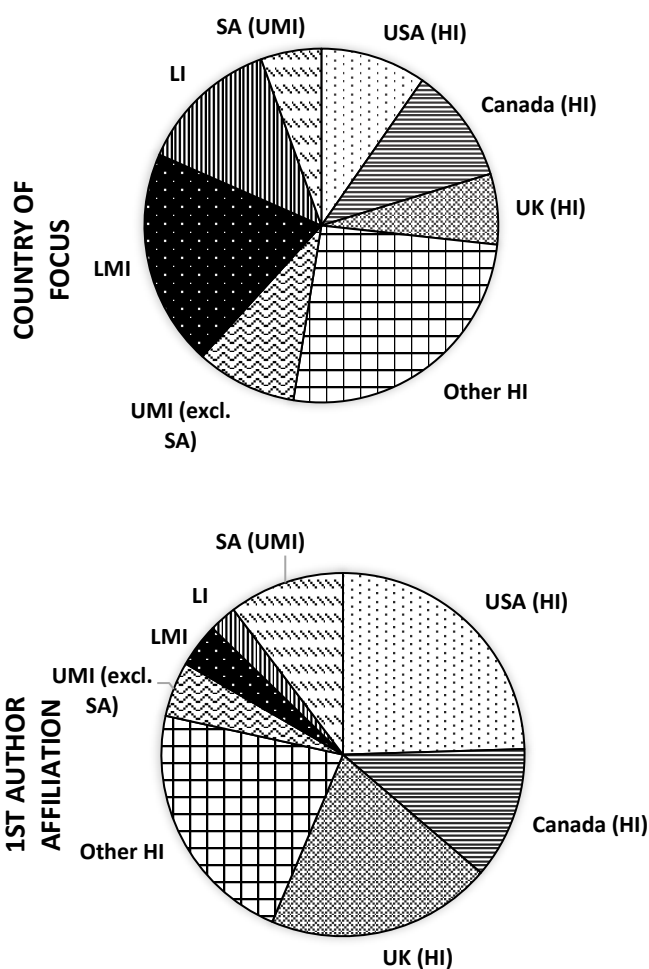 SA (UMI)
USA (HI)
LI
Canada (HI)
UK (HI)
COUNTRY OF
FOCUS
LMI
Other HI
UMI (excl.
SA)
SA (UMI)
LI
USA (HI)
LMI
UMI (excl.
SA)
1ST AUTHOR
AFFILIATION
Canada (HI)
Other HI
UK (HI)